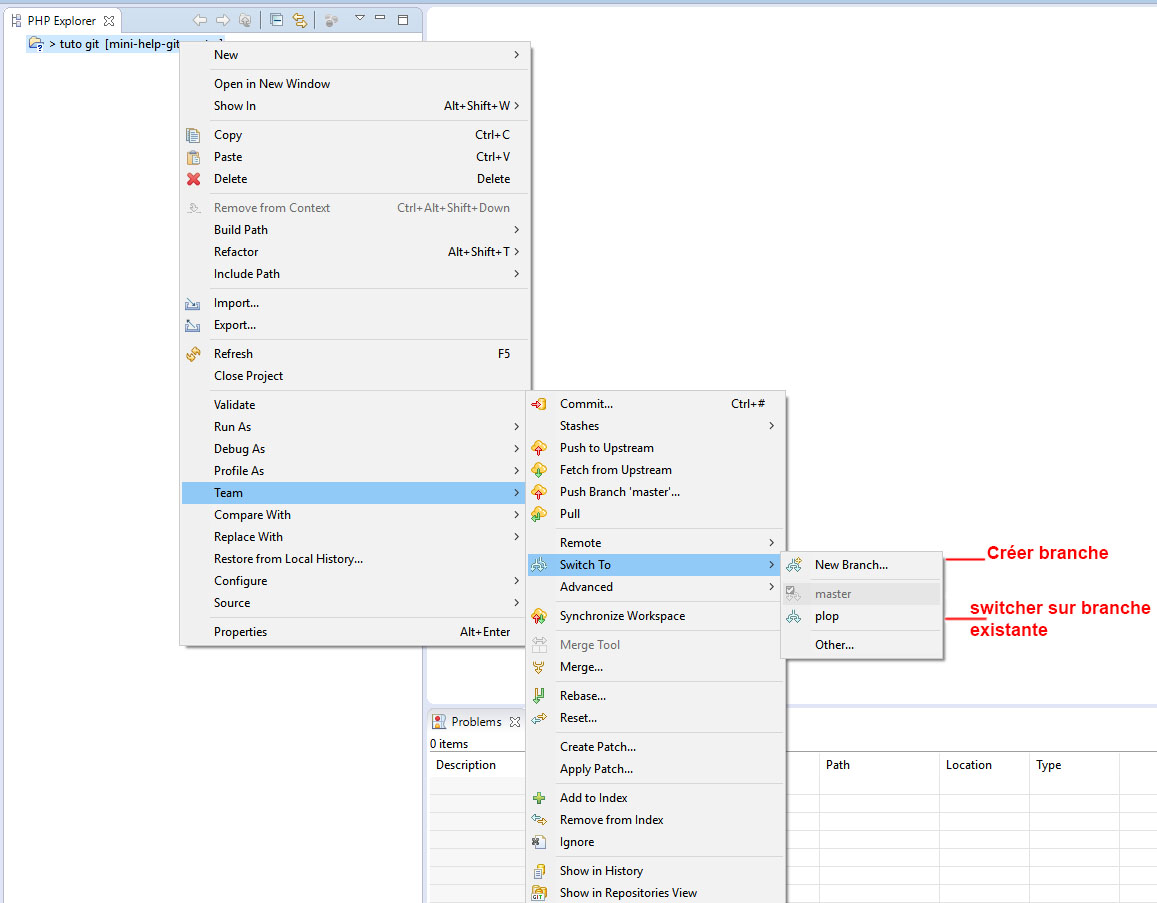 PHP Explorer
> tuto git [mini-help-git
New
Open in New Window
Show In Alt+Shift+W
Copy Ctrl+C
Paste Ctrl+V
Delete Delete
Remove from Context Ctrl+Alt+Shift+Down
Build Path
Refactor Alt+Shift+T
Include Path
Import...
Export...
Refresh F5
Close Project
Validate
Run As
Debug As
Profile As
Team
Compare With
Replace With
Restore from Local History...
Configure
Source
Properties Alt+Enter
Commit... Ctrl+#
Stashes
Push to Upstream
Fetch from Upstream
Push Branch 'master'...
Pull
Remote
Switch To
Advanced
Synchronize Workspace
Merge Tool
Merge...
Rebase...
Reset...
Create Patch...
Apply Patch...
Add to Index
Remove from Index
Ignore
Show in History
GIT Show in Repositories View
New Branch...
master
plop
Other...
Créer branche
switcher sur branche
existante
Problems
0 items
Description Path Location Type